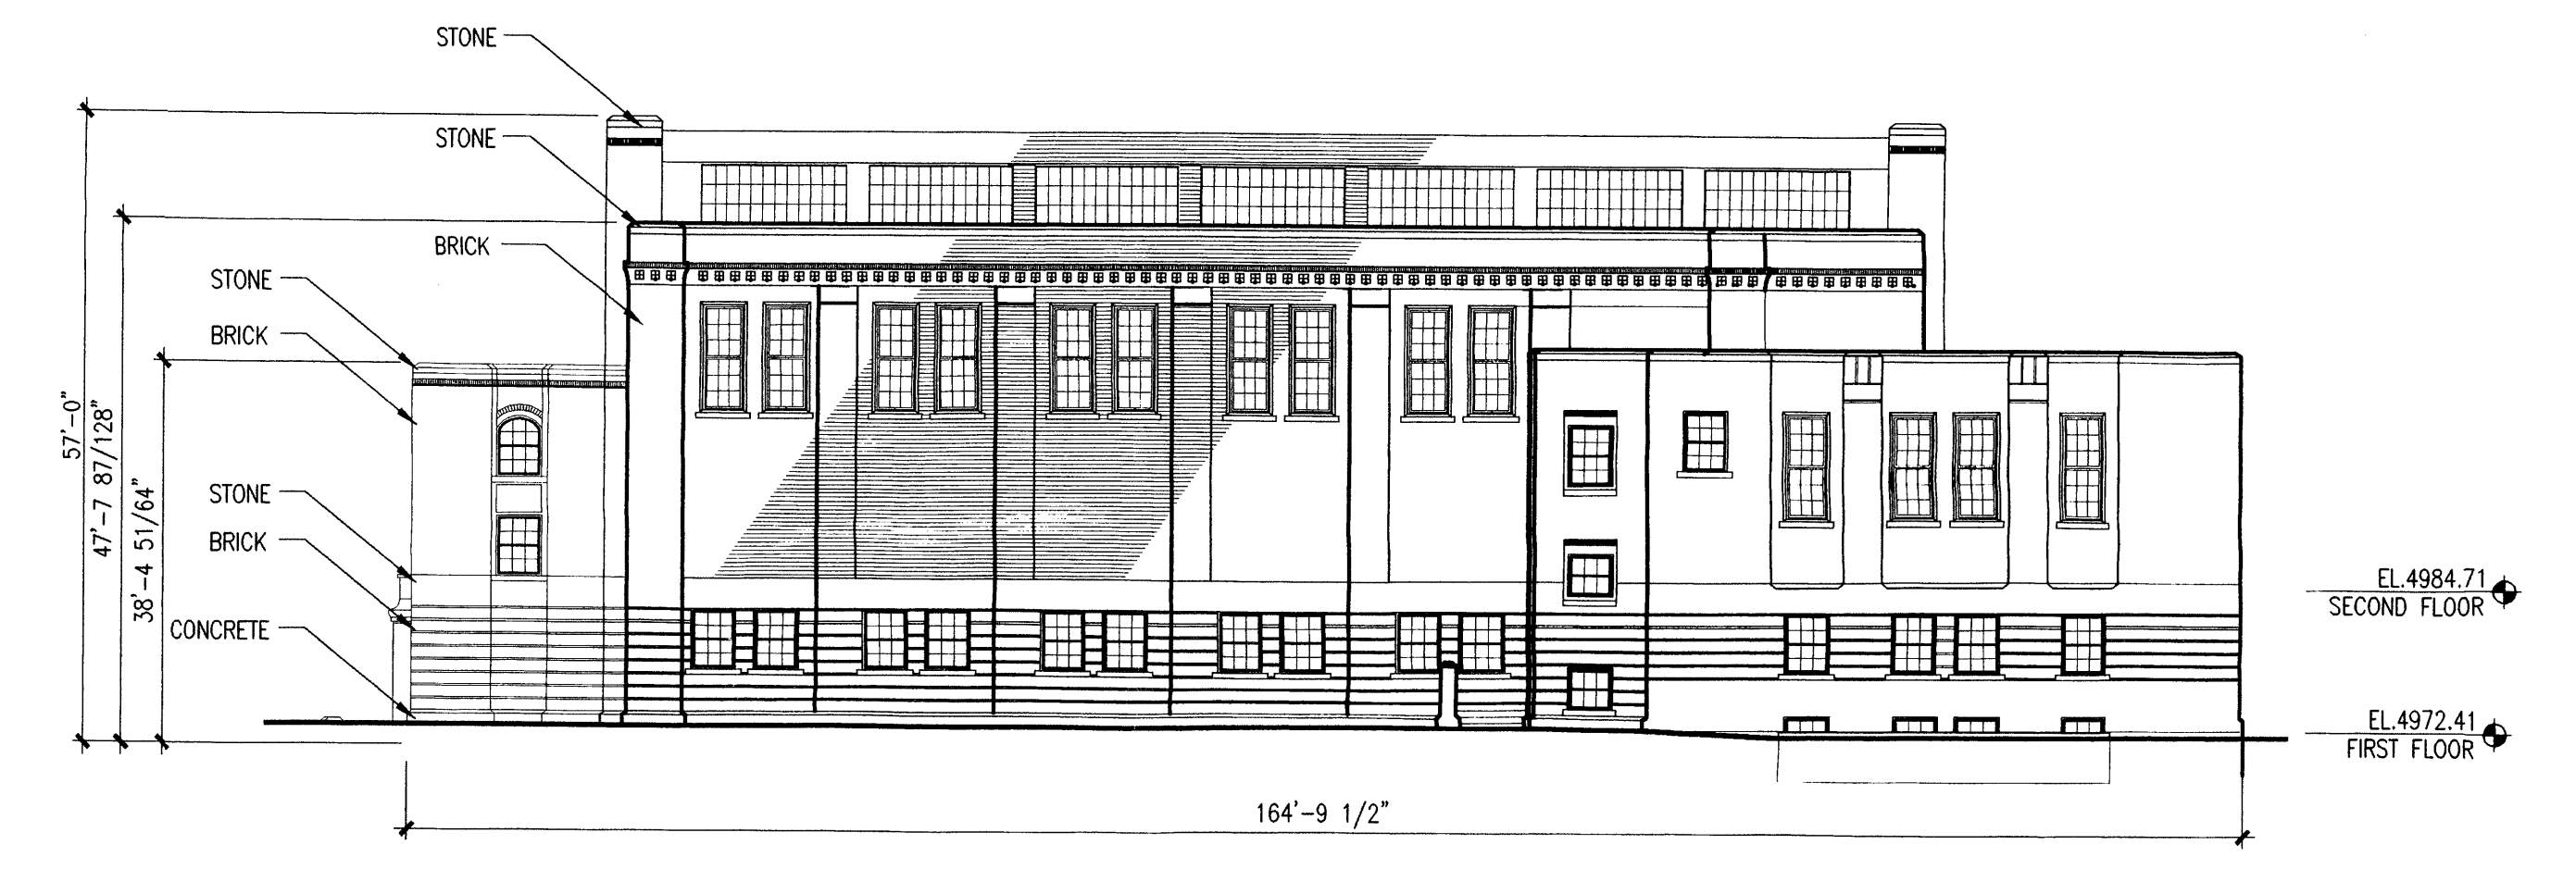 STONE
STONE
BRICK
STONE
BRICK
STONE
BRICK
CONCRETE
57'-0"
47'-7 87/128"
38'-4 51/64"
EL.4984.71
SECOND FLOOR
EL.4972.41
FIRST FLOOR
164'-9 1/2"